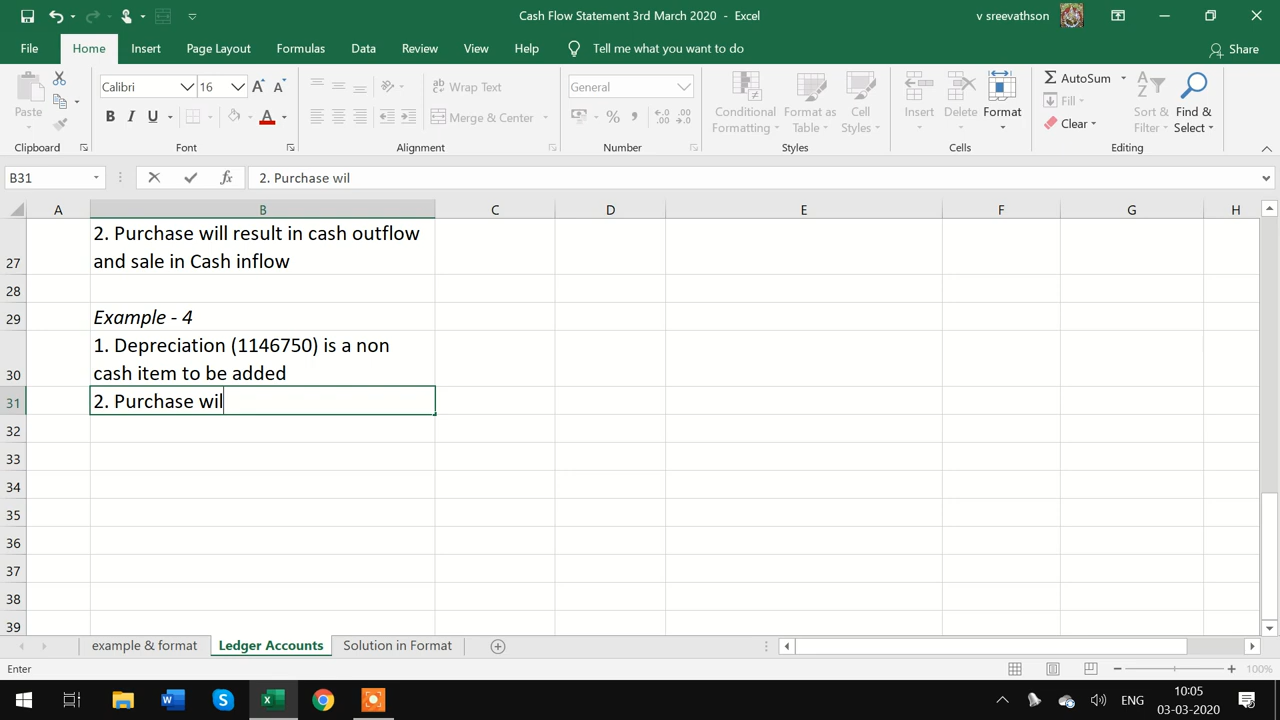 Cash Flow Statement 3rd March 2020 - Excel
v sreevathson
File Home Insert Page Layout Formulas Data Review View Help Tell me what you want to do Share
Paste
Clipboard
Calibri 16
B I U A
Font
Wrap Text
Merge & Center
Alignment
General
% ,
Number
Conditional Formatting
Format as Table
Cell Styles
Styles
Insert Delete Format
Cells
AutoSum
Fill
Clear
Sort & Filter
Find & Select
Editing
B31 fx 2. Purchase wil
A B C D E F G H
2. Purchase will result in cash outflow
27 and sale in Cash inflow
28
29 Example - 4
1. Depreciation (1146750) is a non
30 cash item to be added
31 2. Purchase wil
32
33
34
35
36
37
38
39
example & format Ledger Accounts Solution in Format
Enter 100%
ENG 10:05
03-03-2020